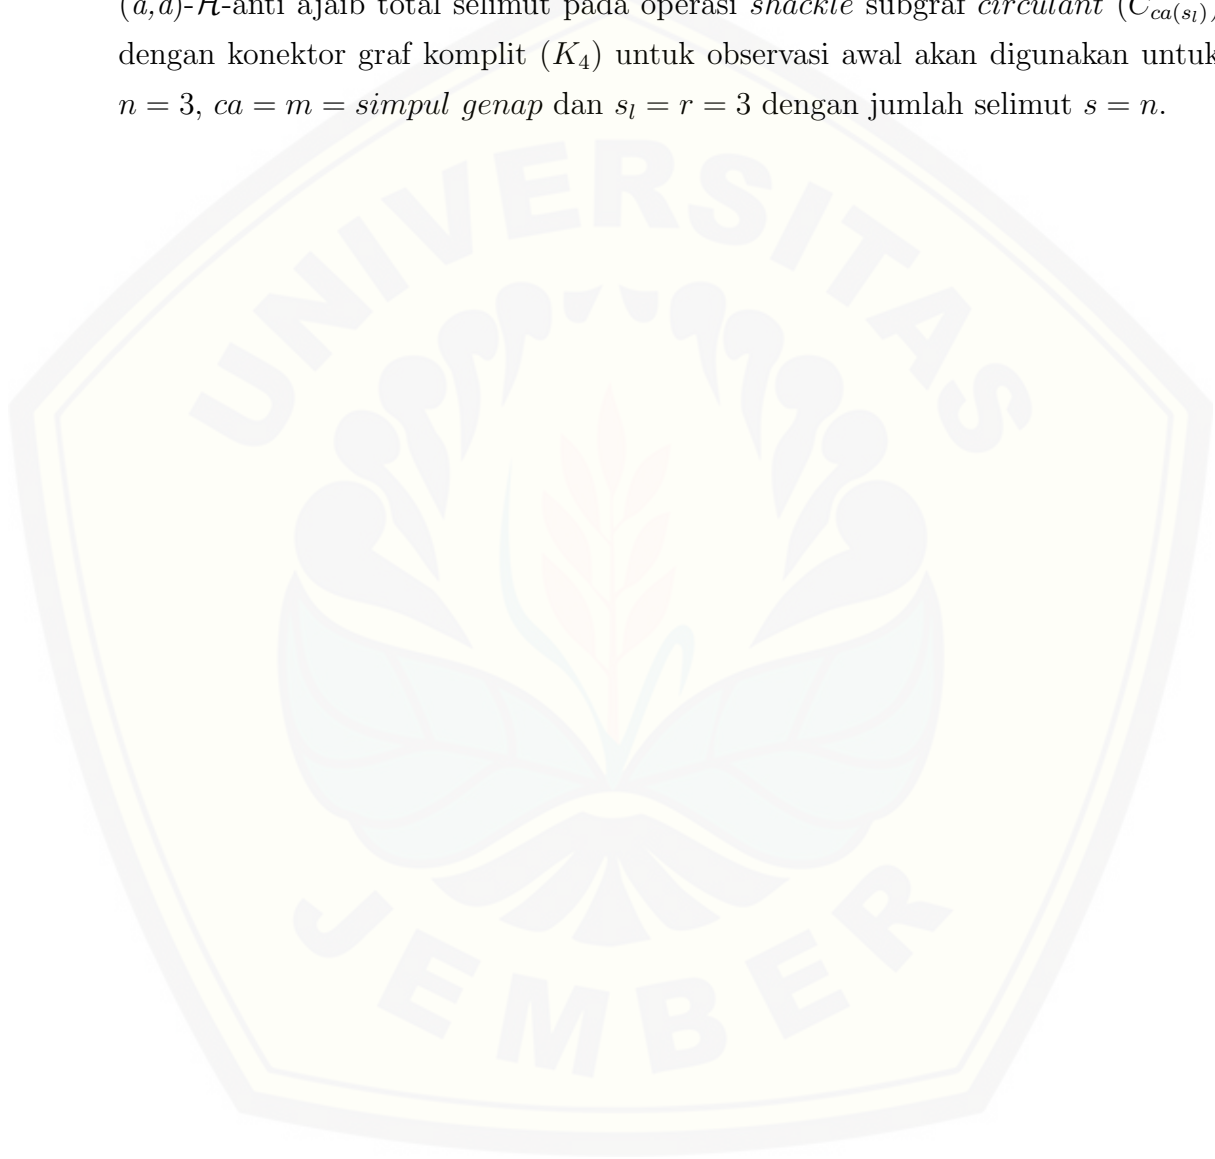 (a,d)-H-anti ajaib total selimut pada operasi shackle subgraf circulant (C_{ca(s_l)})
dengan konektor graf komplit (K_4) untuk observasi awal akan digunakan untuk
n = 3, ca = m = simpul genap dan s_l = r = 3 dengan jumlah selimut s = n.
UNIVERSITAS
JEMBER